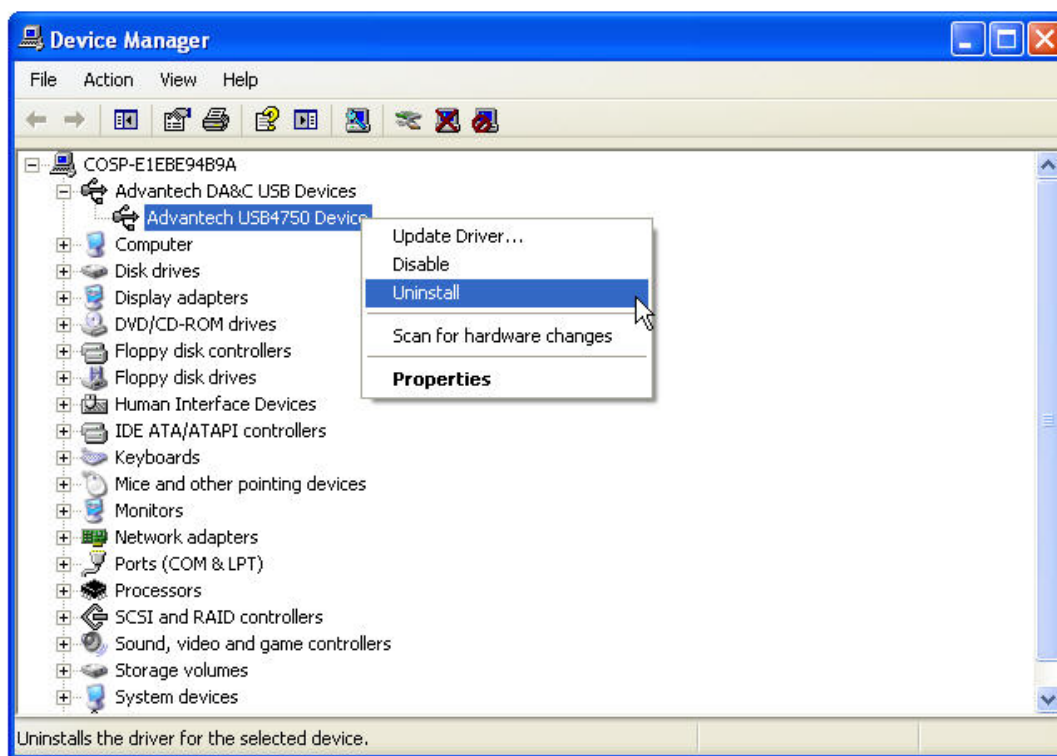 Device Manager
File Action View Help
COSP-E1EBE94B9A
Advantech DA&C USB Devices
Advantech USB4750 Device
Computer
Disk drives
Display adapters
DVD/CD-ROM drives
Floppy disk controllers
Floppy disk drives
Human Interface Devices
IDE ATA/ATAPI controllers
Keyboards
Mice and other pointing devices
Monitors
Network adapters
Ports (COM & LPT)
Processors
SCSI and RAID controllers
Sound, video and game controllers
Storage volumes
System devices
Update Driver...
Disable
Uninstall
Scan for hardware changes
Properties
Uninstalls the driver for the selected device.